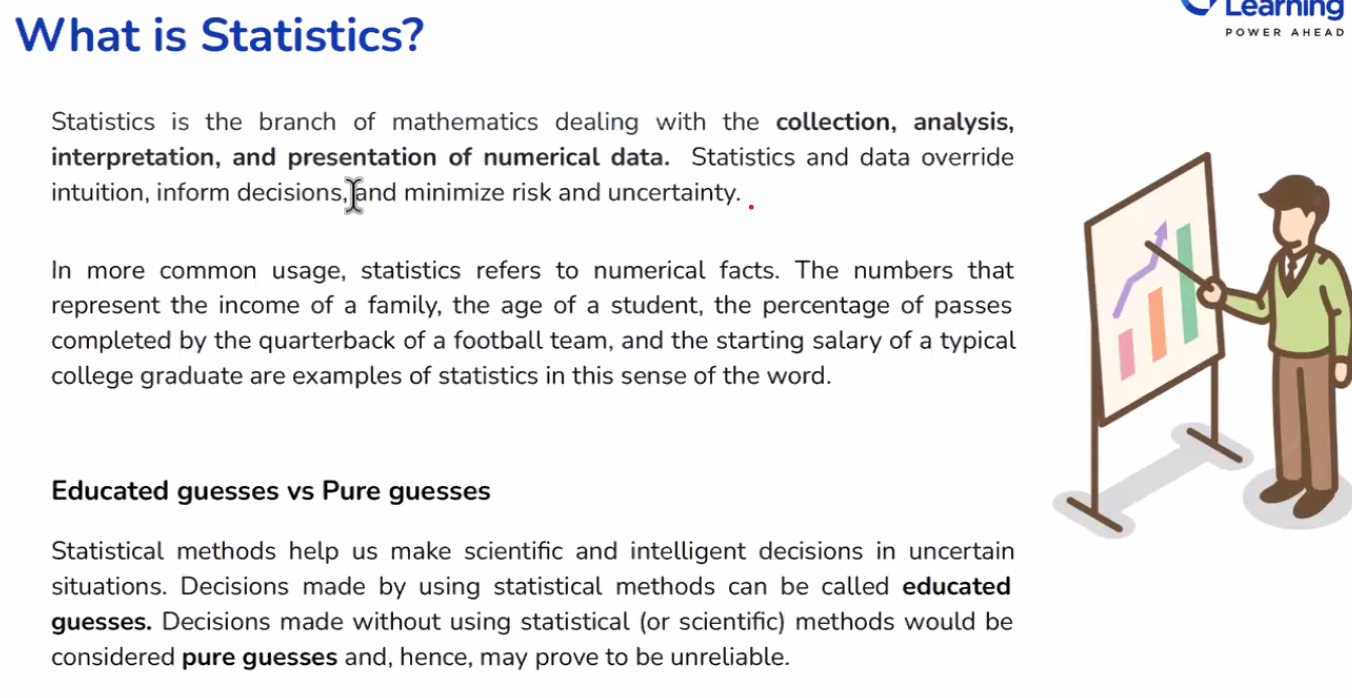 What is Statistics?
Learning
POWER AHEAD
Statistics is the branch of mathematics dealing with the collection, analysis,
interpretation, and presentation of numerical data. Statistics and data override
intuition, inform decisions, and minimize risk and uncertainty.
In more common usage, statistics refers to numerical facts. The numbers that
represent the income of a family, the age of a student, the percentage of passes
completed by the quarterback of a football team, and the starting salary of a typical
college graduate are examples of statistics in this sense of the word.
Educated guesses vs Pure guesses
Statistical methods help us make scientific and intelligent decisions in uncertain
situations. Decisions made by using statistical methods can be called educated
guesses. Decisions made without using statistical (or scientific) methods would be
considered pure guesses and, hence, may prove to be unreliable.